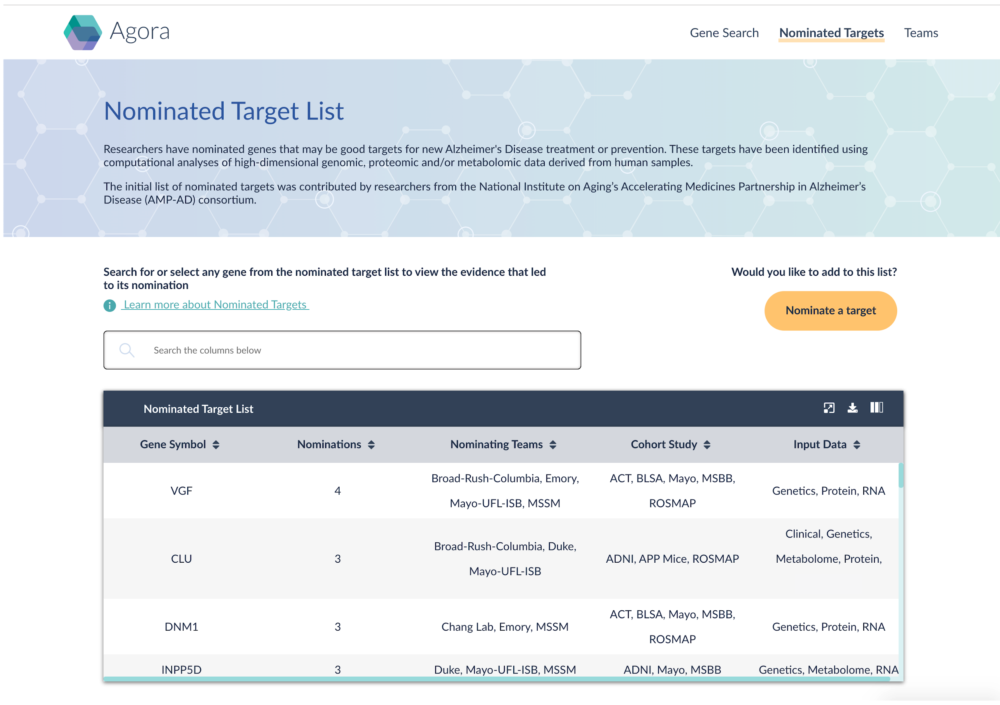 Agora
Gene Search
Nominated Targets
Teams
Nominated Target List
Researchers have nominated genes that may be good targets for new Alzheimer's Disease treatment or prevention. These targets have been identified using
computational analyses of high-dimensional genomic, proteomic and/or metabolomic data derived from human samples.
The initial list of nominated targets was contributed by researchers from the National Institute on Aging’s Accelerating Medicines Partnership in Alzheimer’s
Disease (AMP-AD) consortium.
Search for or select any gene from the nominated target list to view the evidence that led
to its nomination
Learn more about Nominated Targets
Would you like to add to this list?
Nominate a target
Search the columns below
Nominated Target List
Gene Symbol
Nominations
Nominating Teams
Cohort Study
Input Data
VGF
4
Broad-Rush-Columbia, Emory,
Mayo-UFL-ISB, MSSM
ACT, BLSA, Mayo, MSBB,
ROSMAP
Genetics, Protein, RNA
CLU
3
Broad-Rush-Columbia, Duke,
Mayo-UFL-ISB
ADNI, APP Mice, ROSMAP
Clinical, Genetics,
Metabolome, Protein,
DNM1
3
Chang Lab, Emory, MSSM
ACT, BLSA, Mayo, MSBB,
ROSMAP
Genetics, Protein, RNA
INPP5D
3
Duke, Mayo-UFL-ISB, MSSM
ADNI, Mayo, MSBB
Genetics, Metabolome, RNA